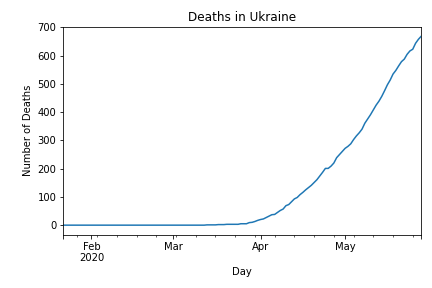 Deaths in Ukraine
Number of Deaths
700
600
500
400
300
200
100
0
Feb
2020
Mar
Apr
May
Day